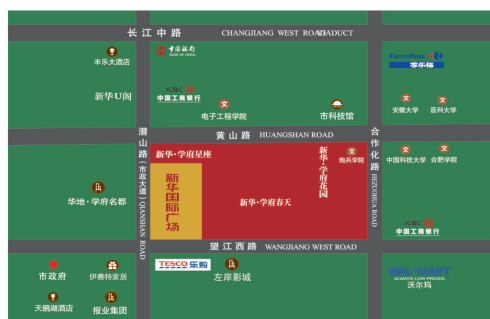 长江中路 CHANGJIANG WEST ROADADUCT
丰乐大酒店
中国银行
BANK OF CHINA
Carrefour
家乐福
新华U阁
ICBC
中国工商银行
电子工程学院
市科技馆
安徽大学
医科大学
潜山路(市政大道) QIANSHAN ROAD
黄山路 HUANGSHAN ROAD
合作化路 HEZUOHUA ROAD
新华·学府星座
新华·学府花园
炮兵学院
中国科技大学
合肥学院
新华国际广场
新华·学府春天
华地·学府名都
ICBC
中国工商银行
望江西路 WANGJIANG WEST ROAD
市政府
伊赛特家居
TESCO 乐购
左岸影城
WAL-MART
ALWAYS LOW PRICES.
沃尔玛
天鹅湖酒店
报业集团